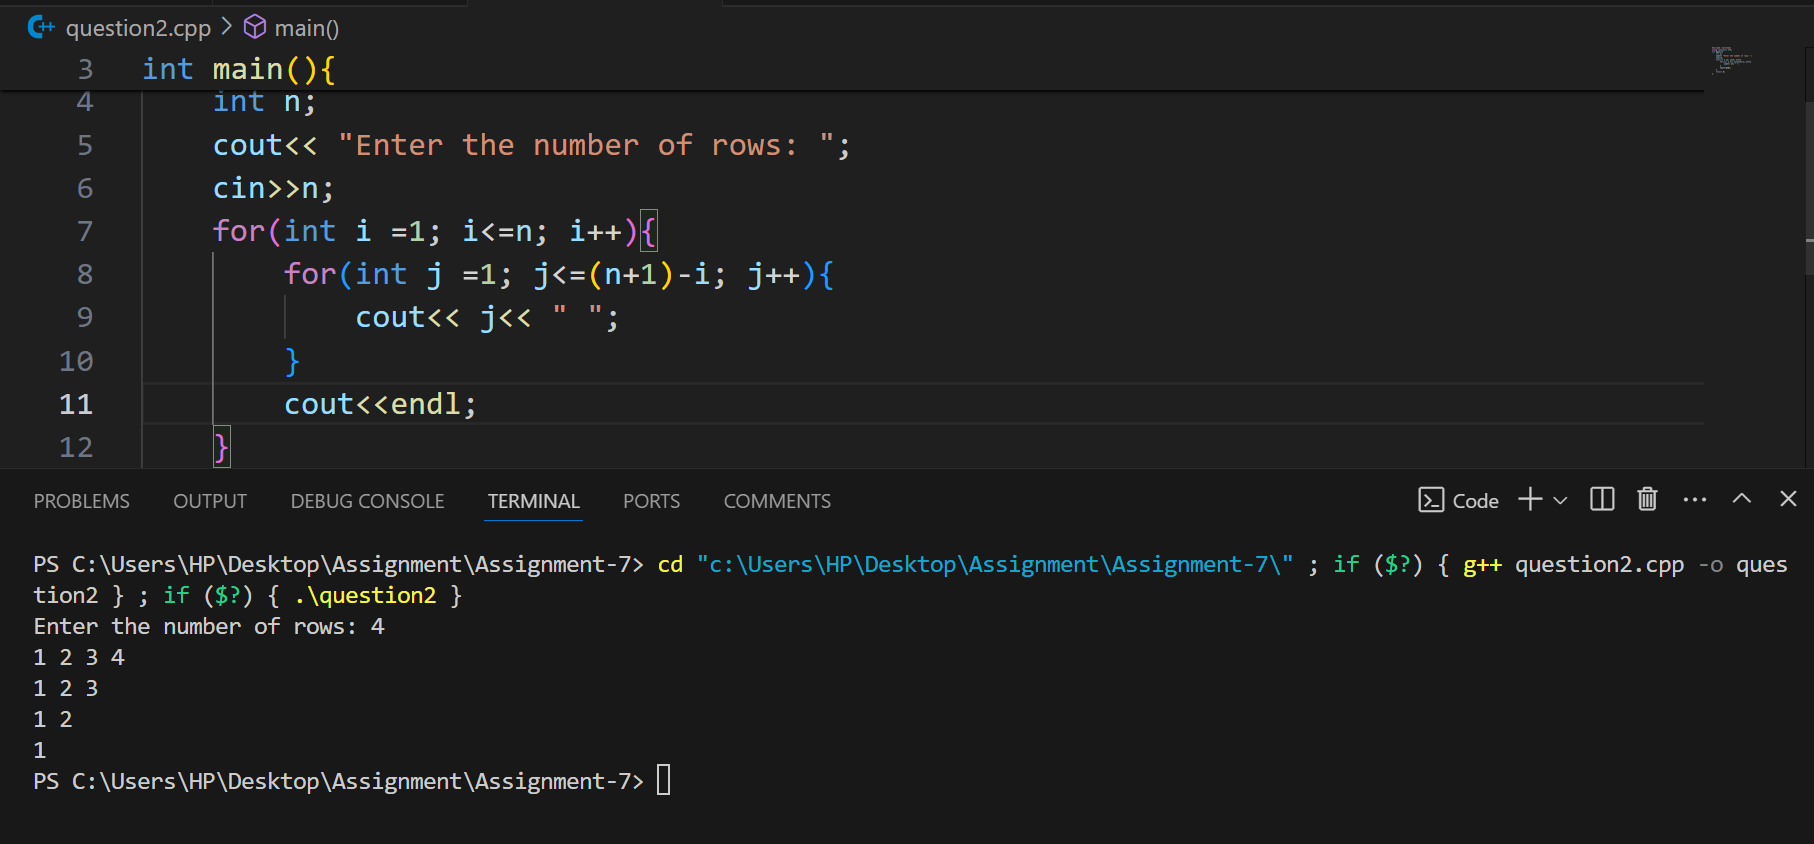 question2.cpp > main()
3 int main(){
4 int n;
5 cout<< "Enter the number of rows: ";
6 cin>>n;
7 for(int i =1; i<=n; i++){
8 for(int j =1; j<=(n+1)-i; j++){
9 cout<< j<< " ";
10 }
11 cout<<endl;
12 }
PROBLEMS OUTPUT DEBUG CONSOLE TERMINAL PORTS COMMENTS Code
PS C:\Users\HP\Desktop\Assignment\Assignment-7> cd "c:\Users\HP\Desktop\Assignment\Assignment-7\" ; if ($?) { g++ question2.cpp -o ques
tion2 } ; if ($?) { .\question2 }
Enter the number of rows: 4
1 2 3 4
1 2 3
1 2
1
PS C:\Users\HP\Desktop\Assignment\Assignment-7>